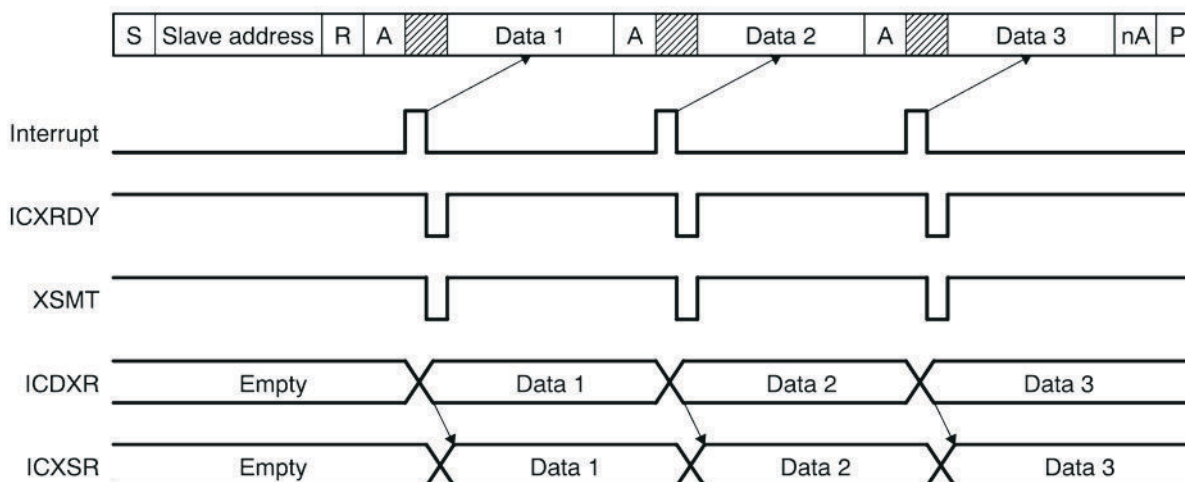 S Slave address R A Data 1 A Data 2 A Data 3 nA P
Interrupt
ICXRDY
XSMT
ICDXR Empty Data 1 Data 2 Data 3
ICXSR Empty Data 1 Data 2 Data 3